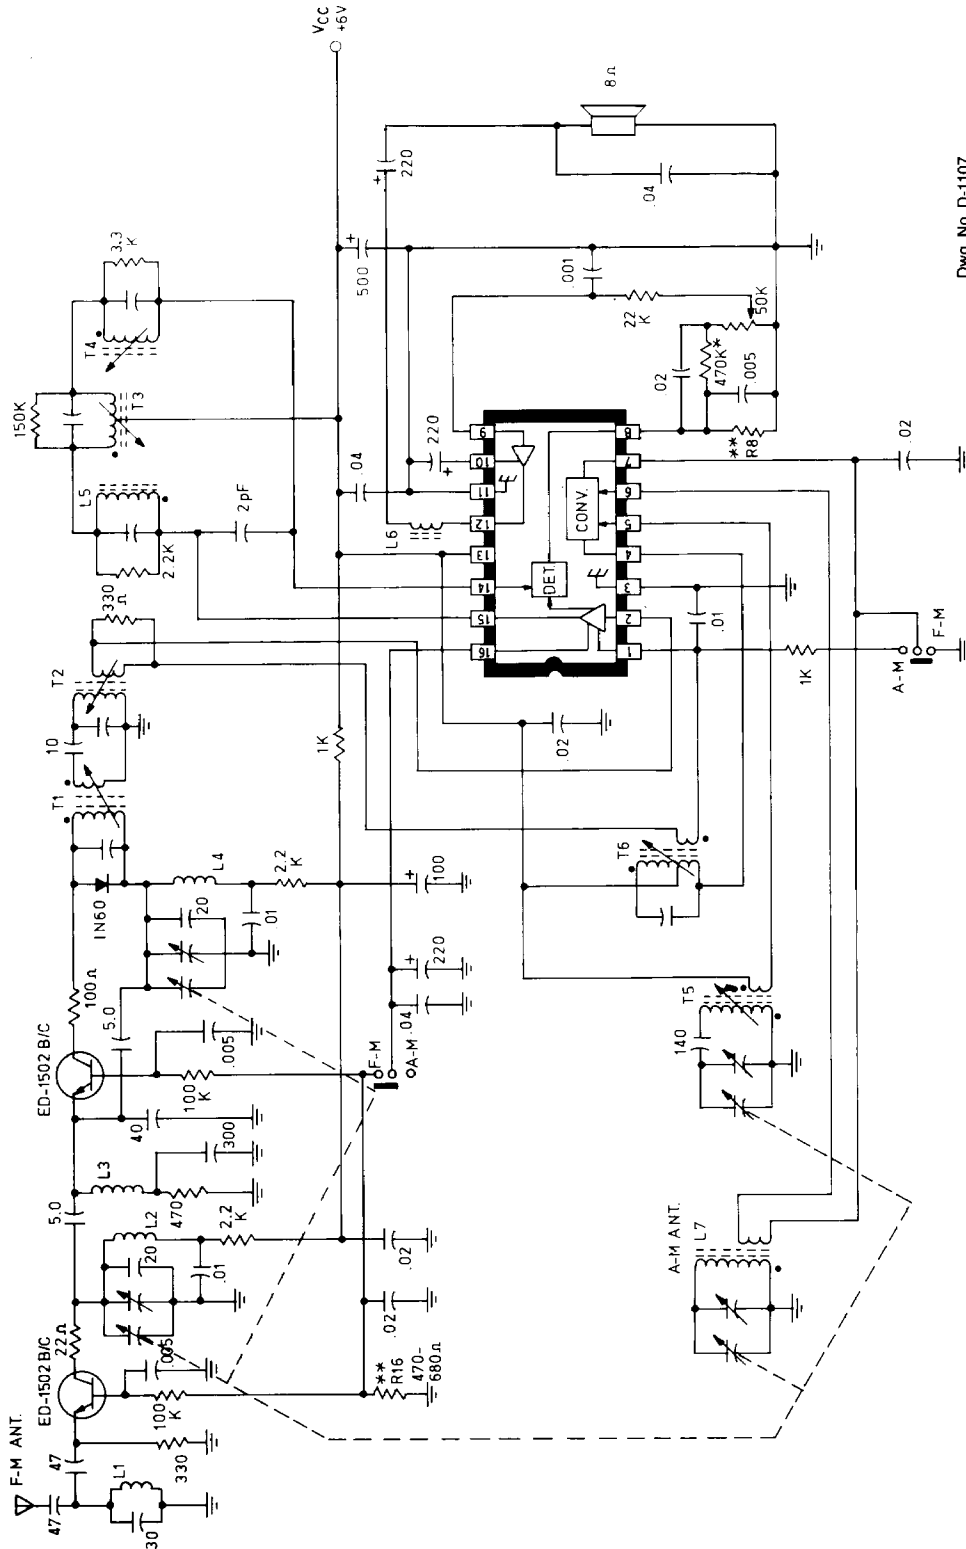 F-M ANT.
47
47
L1
30
330
ED-1502 B/C
22Ω
100
K
.005
**
R16
470-
680Ω
20
L2
.01
2.2
K
.02
.02
5.0
L3
470
300
40
ED-1502 B/C
100Ω
5.0
100
K
.005
F-M
A-M
.04
220
100
1N60
20
L4
.01
2.2
K
1K
T1
10
T2
330
Ω
L5
2.2K
2pF
150K
T3
T4
3.3
K
VCC
+6V
500
+
.04
220
+
L6
220
+
8Ω
.04
.001
22
K
50K
.02
470K*
.005
**
R8
16
15
14
13
12
11
10
9
1
2
3
4
5
6
7
8
DET.
CONV.
.02
.01
1K
A-M
F-M
.02
T6
T5
140
A-M ANT.
L7
Dwg. No. D-1107